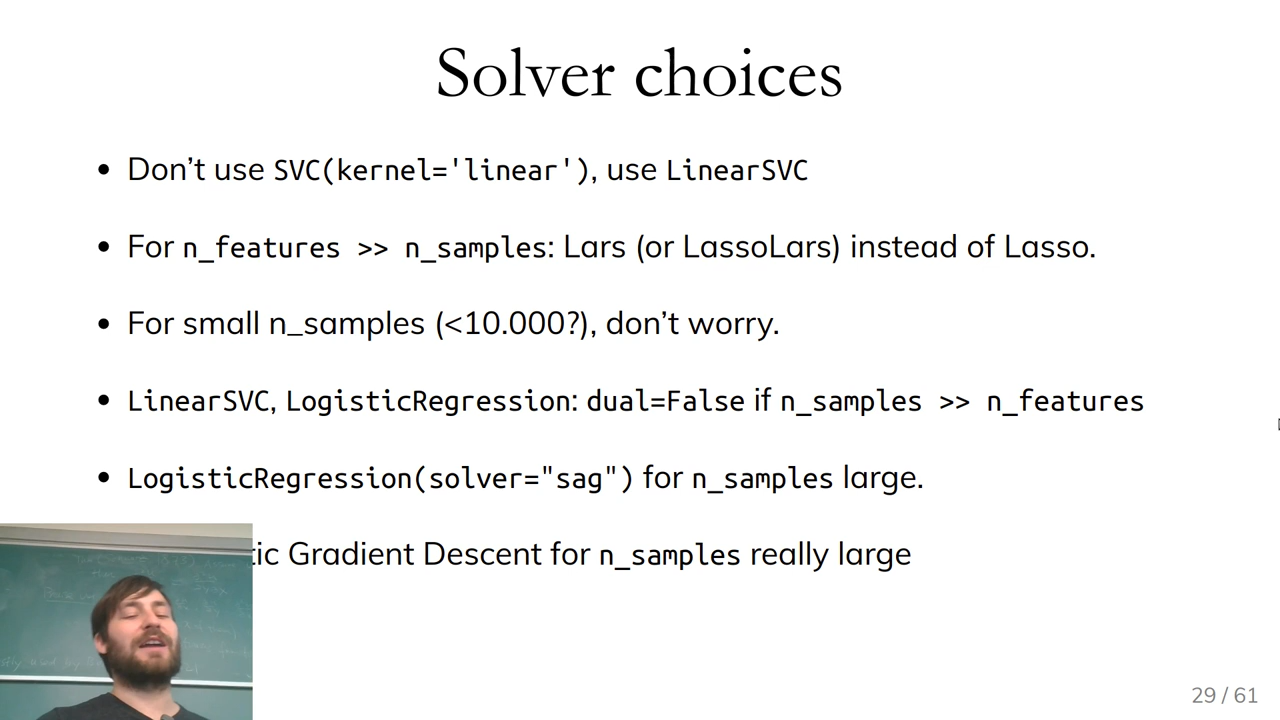 Solver choices
• Don’t use SVC(kernel='linear'), use LinearSVC
• For n_features >> n_samples: Lars (or LassoLars) instead of Lasso.
• For small n_samples (<10.000?), don’t worry.
• LinearSVC, LogisticRegression: dual=False if n_samples >> n_features
• LogisticRegression(solver="sag") for n_samples large.
tic Gradient Descent for n_samples really large
29 / 61